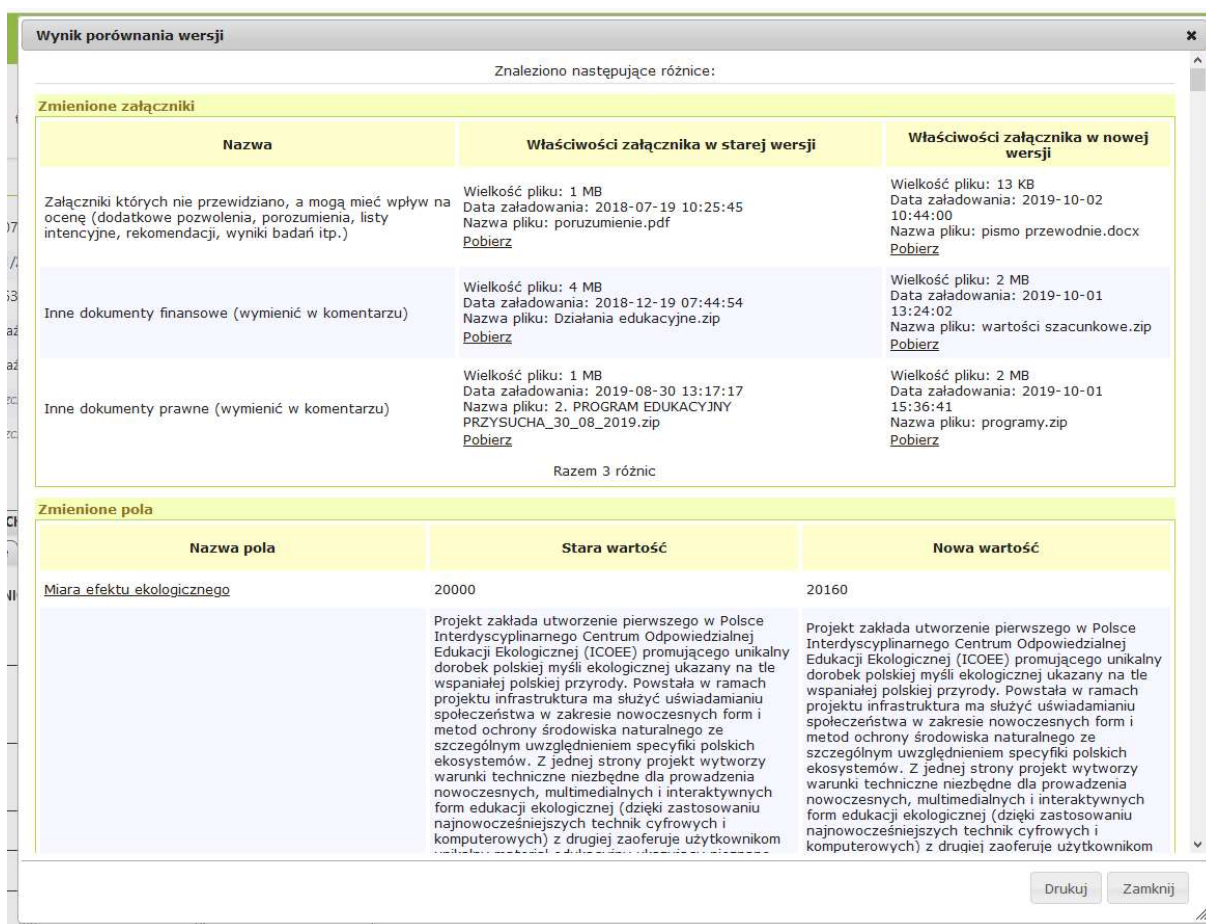 Wynik porównania wersji
Znaleziono następujące różnice:
Zmienione załączniki
Nazwa
Właściwości załącznika w starej wersji
Właściwości załącznika w nowej
wersji
Załączniki których nie przewidziano, a mogą mieć wpływ na
ocenę (dodatkowe pozwolenia, porozumienia, listy
intencyjne, rekomendacji, wyniki badań itp.)
Wielkość pliku: 1 MB
Data załadowania: 2018-07-19 10:25:45
Nazwa pliku: poruzumienie.pdf
Pobierz
Wielkość pliku: 13 KB
Data załadowania: 2019-10-02
10:44:00
Nazwa pliku: pismo przewodnie.docx
Pobierz
Inne dokumenty finansowe (wymienić w komentarzu)
Wielkość pliku: 4 MB
Data załadowania: 2018-12-19 07:44:54
Nazwa pliku: Działania edukacyjne.zip
Pobierz
Wielkość pliku: 2 MB
Data załadowania: 2019-10-01
13:24:02
Nazwa pliku: wartości szacunkowe.zip
Pobierz
Inne dokumenty prawne (wymienić w komentarzu)
Wielkość pliku: 1 MB
Data załadowania: 2019-08-30 13:17:17
Nazwa pliku: 2. PROGRAM EDUKACYJNY
PRZYSUCHA_30_08_2019.zip
Pobierz
Wielkość pliku: 2 MB
Data załadowania: 2019-10-01
15:36:41
Nazwa pliku: programy.zip
Pobierz
Razem 3 różnic
Zmienione pola
Nazwa pola
Stara wartość
Nowa wartość
Miara efektu ekologicznego
20000
20160
Projekt zakłada utworzenie pierwszego w Polsce
Interdyscyplinarnego Centrum Odpowiedzialnej
Edukacji Ekologicznej (ICOEE) promującego unikalny
dorobek polskiej myśli ekologicznej ukazany na tle
wspaniałej polskiej przyrody. Powstała w ramach
projektu infrastruktura ma służyć uświadamianiu
społeczeństwa w zakresie nowoczesnych form i
metod ochrony środowiska naturalnego ze
szczególnym uwzględnieniem specyfiki polskich
ekosystemów. Z jednej strony projekt wytworzy
warunki techniczne niezbędne dla prowadzenia
nowoczesnych, multimedialnych i interaktywnych
form edukacji ekologicznej (dzięki zastosowaniu
najnowocześniejszych technik cyfrowych i
komputerowych) z drugiej zaoferuje użytkownikom
Projekt zakłada utworzenie pierwszego w Polsce
Interdyscyplinarnego Centrum Odpowiedzialnej
Edukacji Ekologicznej (ICOEE) promującego unikalny
dorobek polskiej myśli ekologicznej ukazany na tle
wspaniałej polskiej przyrody. Powstała w ramach
projektu infrastruktura ma służyć uświadamianiu
społeczeństwa w zakresie nowoczesnych form i
metod ochrony środowiska naturalnego ze
szczególnym uwzględnieniem specyfiki polskich
ekosystemów. Z jednej strony projekt wytworzy
warunki techniczne niezbędne dla prowadzenia
nowoczesnych, multimedialnych i interaktywnych
form edukacji ekologicznej (dzięki zastosowaniu
najnowocześniejszych technik cyfrowych i
komputerowych) z drugiej zaoferuje użytkownikom
Drukuj
Zamknij